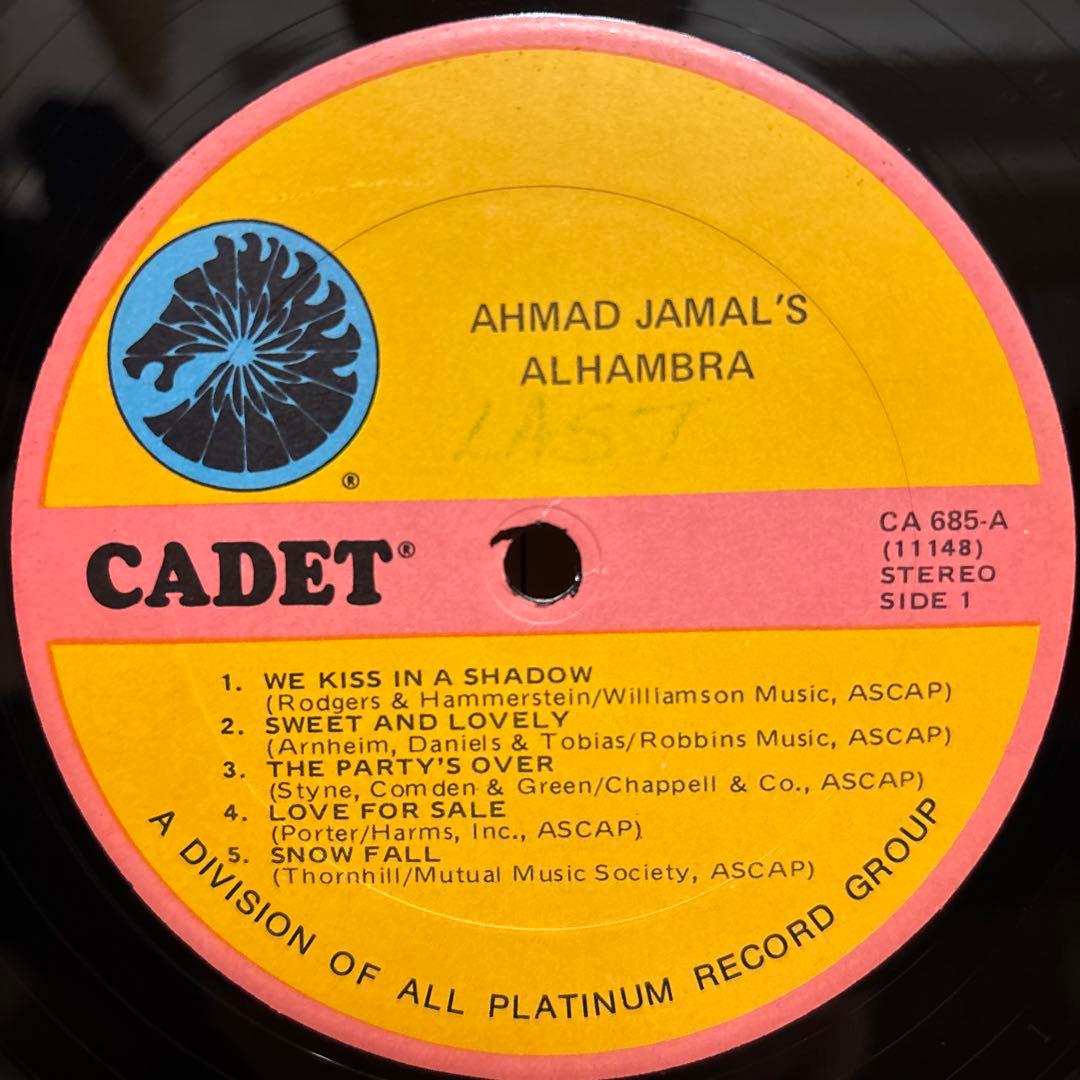 AHMAD JAMAL'S
ALHAMBRA
LAST
®
CADET®
CA 685-A
(11148)
STEREO
SIDE 1
1. WE KISS IN A SHADOW
(Rodgers & Hammerstein/Williamson Music, ASCAP)
2. SWEET AND LOVELY
(Arnheim, Daniels & Tobias/Robbins Music, ASCAP)
3. THE PARTY'S OVER
(Styne, Comden & Green/Chappell & Co., ASCAP)
4. LOVE FOR SALE
(Porter/Harms, Inc., ASCAP)
5. SNOW FALL
(Thornhill/Mutual Music Society, ASCAP)
A DIVISION OF ALL PLATINUM RECORD GROUP